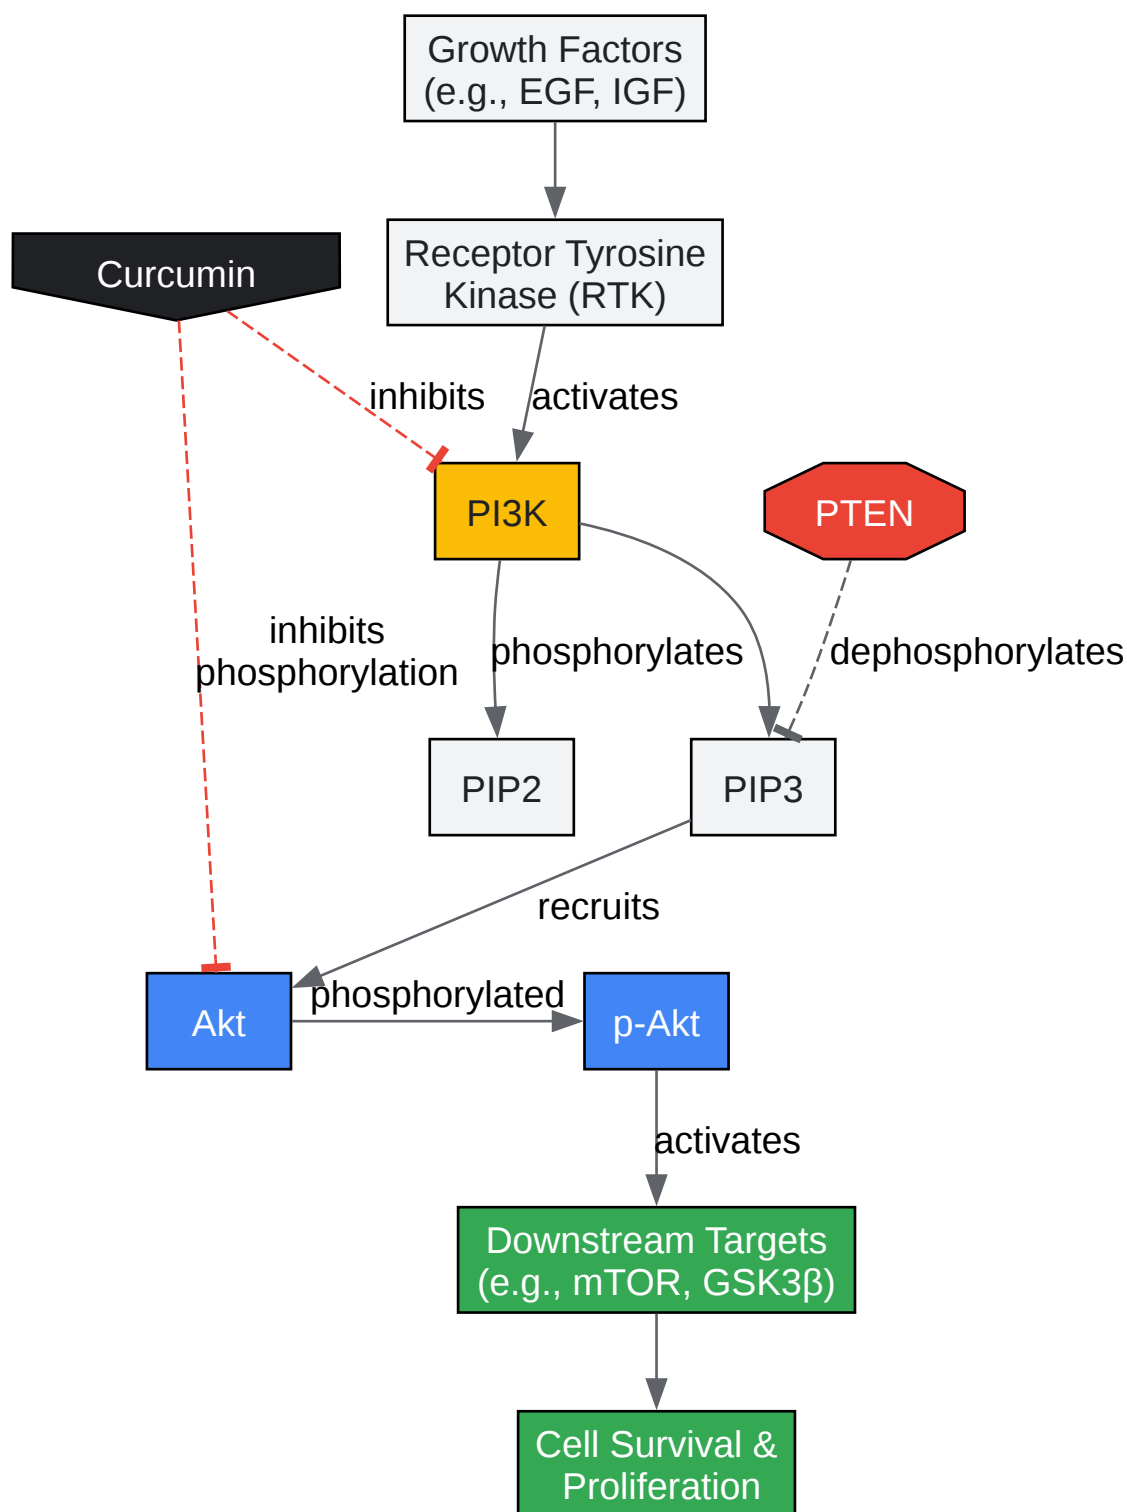 Growth Factors
(e.g., EGF, IGF)
Receptor Tyrosine
Kinase (RTK)
Curcumin
inhibits
activates
PI3K
PTEN
inhibits
phosphorylation
phosphorylates
dephosphorylates
PIP2
PIP3
recruits
Akt
phosphorylated
p-Akt
activates
Downstream Targets
(e.g., mTOR, GSK3β)
Cell Survival &
Proliferation